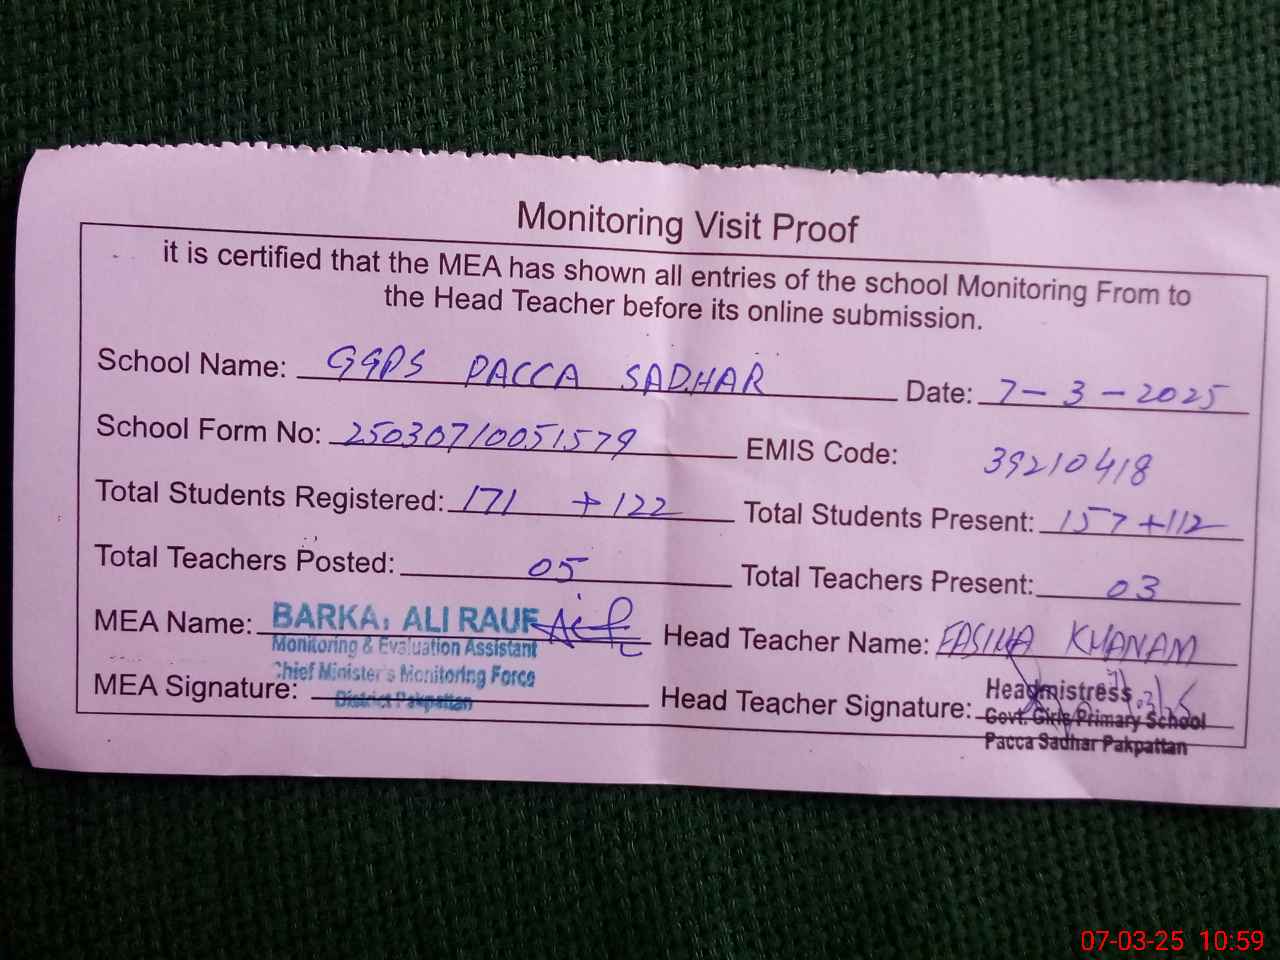 Monitoring Visit Proof
it is certified that the MEA has shown all entries of the school Monitoring From to
the Head Teacher before its online submission.
School Name: GGPS PACCA SADHAR Date: 7-3-2025
School Form No: 25030710051579 EMIS Code: 39210418
Total Students Registered: 171 +122 Total Students Present: 157+112
Total Teachers Posted: 05 Total Teachers Present: 03
MEA Name: BARKA, ALI RAUF Head Teacher Name: FASIHA KHANAM
Monitoring & Evaluation Assistant
Chief Minister's Monitoring Force
MEA Signature: District Pakpattan Head Teacher Signature: Headmistress
Govt. Girls Primary School
Pacca Sadhar Pakpattan
07-03-25 10:59